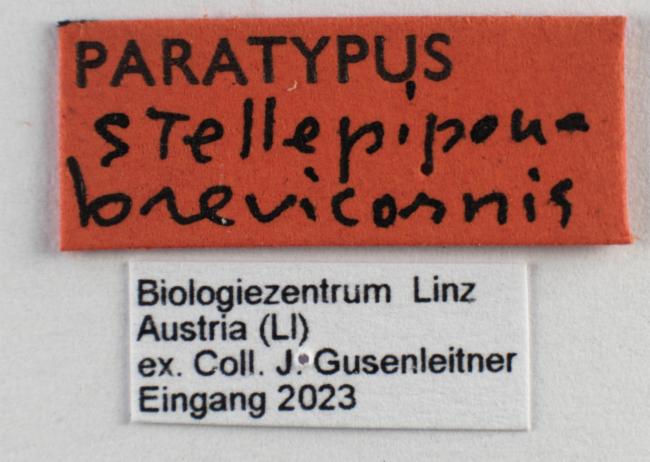 PARATYPUS
stellepipona
brevicornis
Biologiezentrum Linz
Austria (LI)
ex. Coll. J. Gusenleitner
Eingang 2023